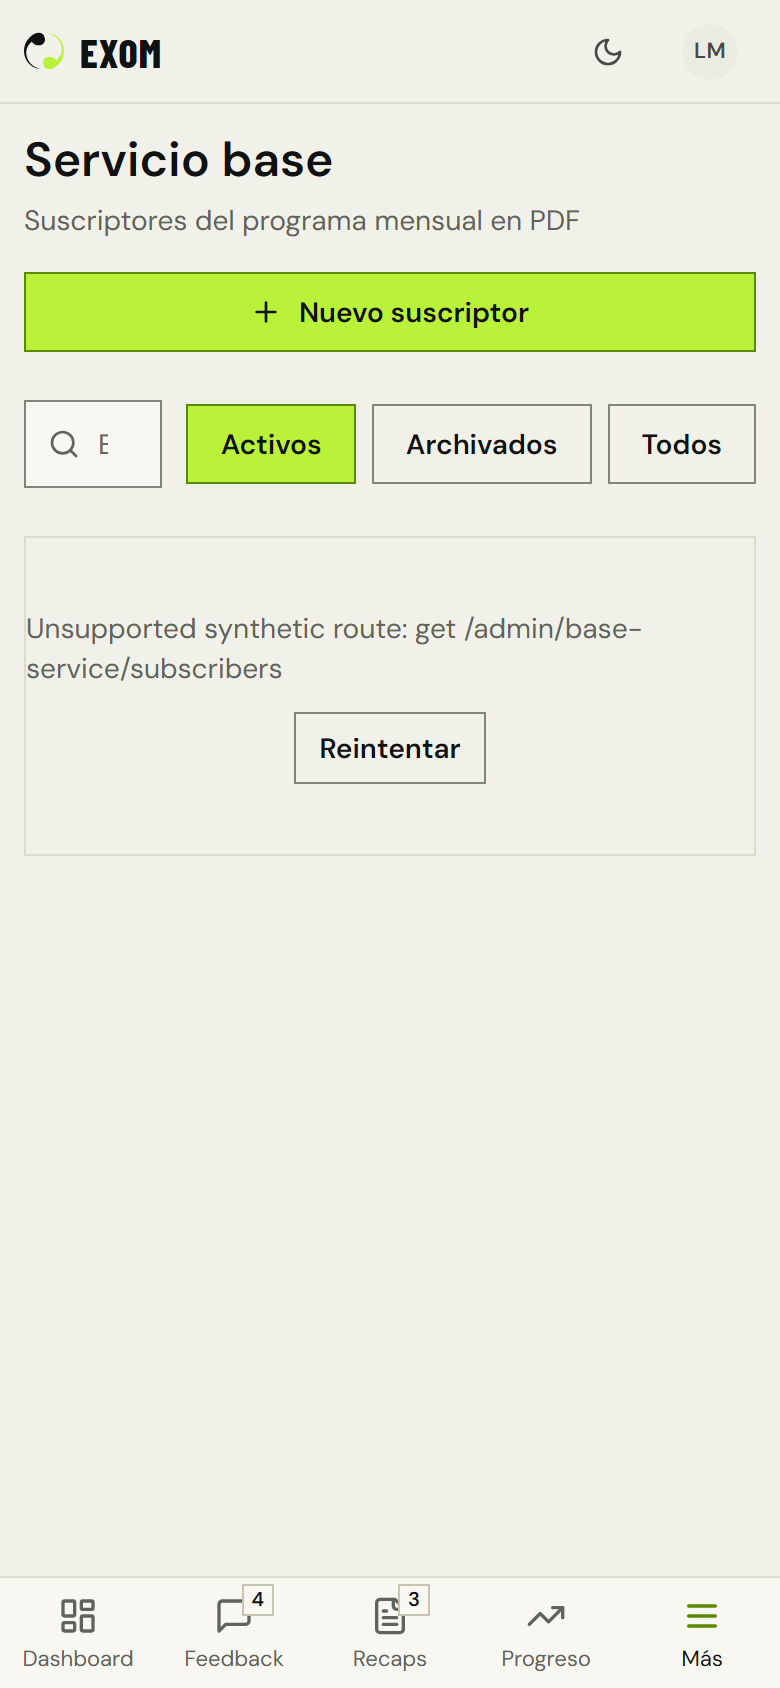 EXOM
LM
Servicio base
Suscriptores del programa mensual en PDF
Nuevo suscriptor
Activos
Archivados
Todos
Unsupported synthetic route: get /admin/base-
service/subscribers
Reintentar
4
3
Dashboard
Feedback
Recaps
Progreso
Más